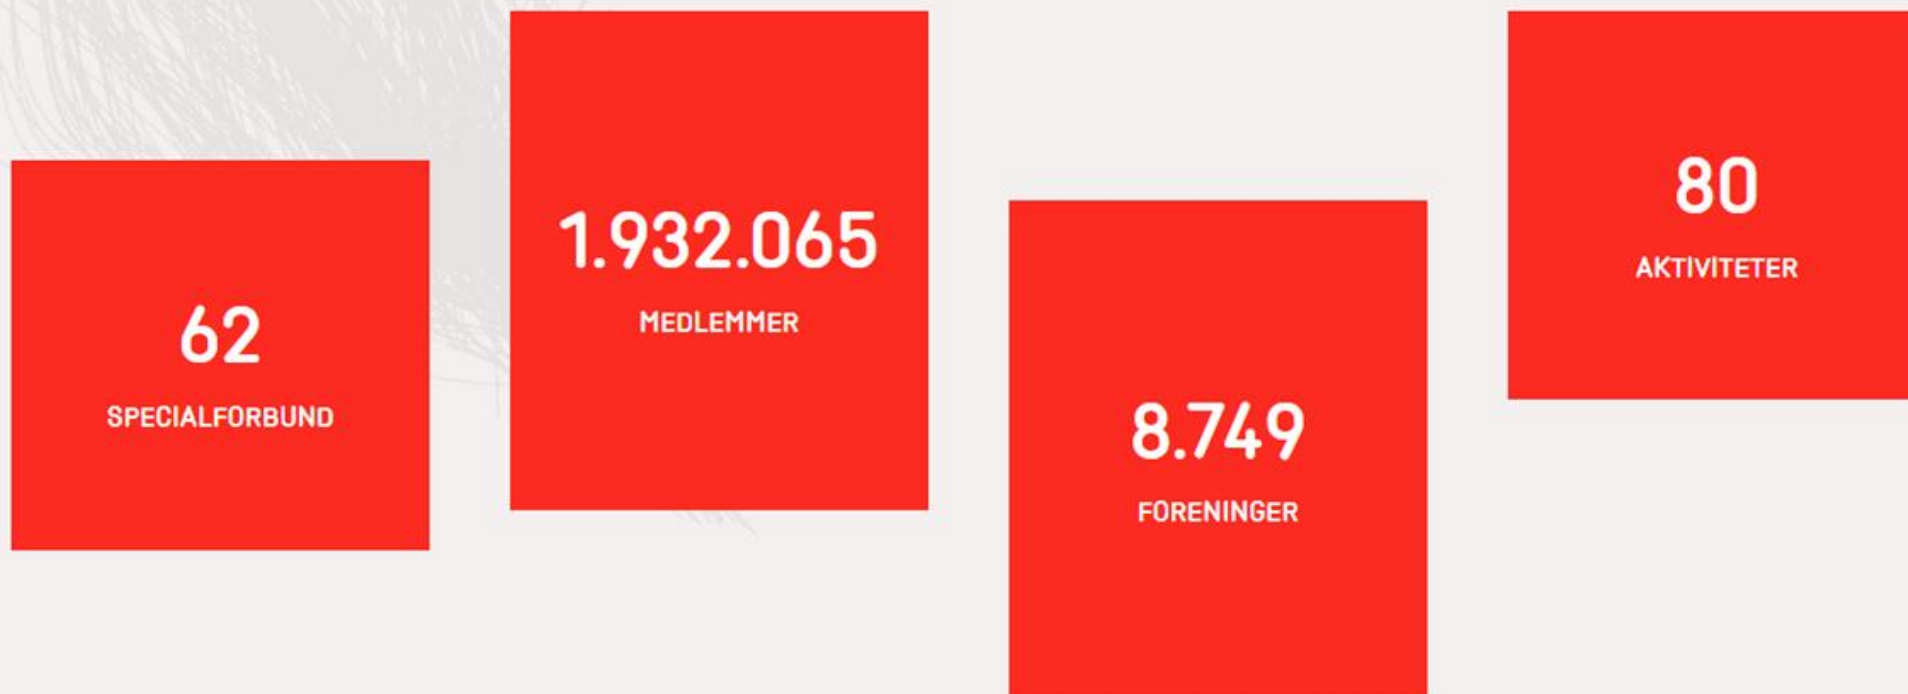 62
SPECIALFORBUND
1.932.065
MEDLEMMER
8.749
FORENINGER
80
AKTIVITETER